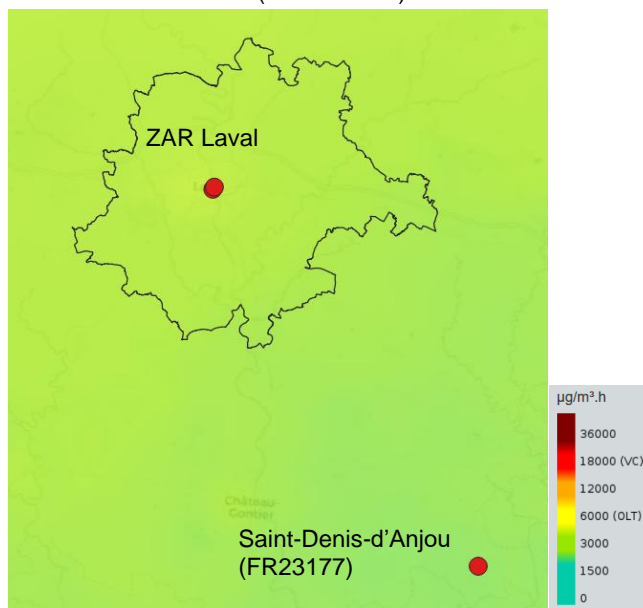 ZAR Laval
Château-
Gontier
Saint-Denis-d'Anjou
(FR23177)
µg/m³.h
36000
18000 (VC)
12000
6000 (OLT)
3000
1500
0